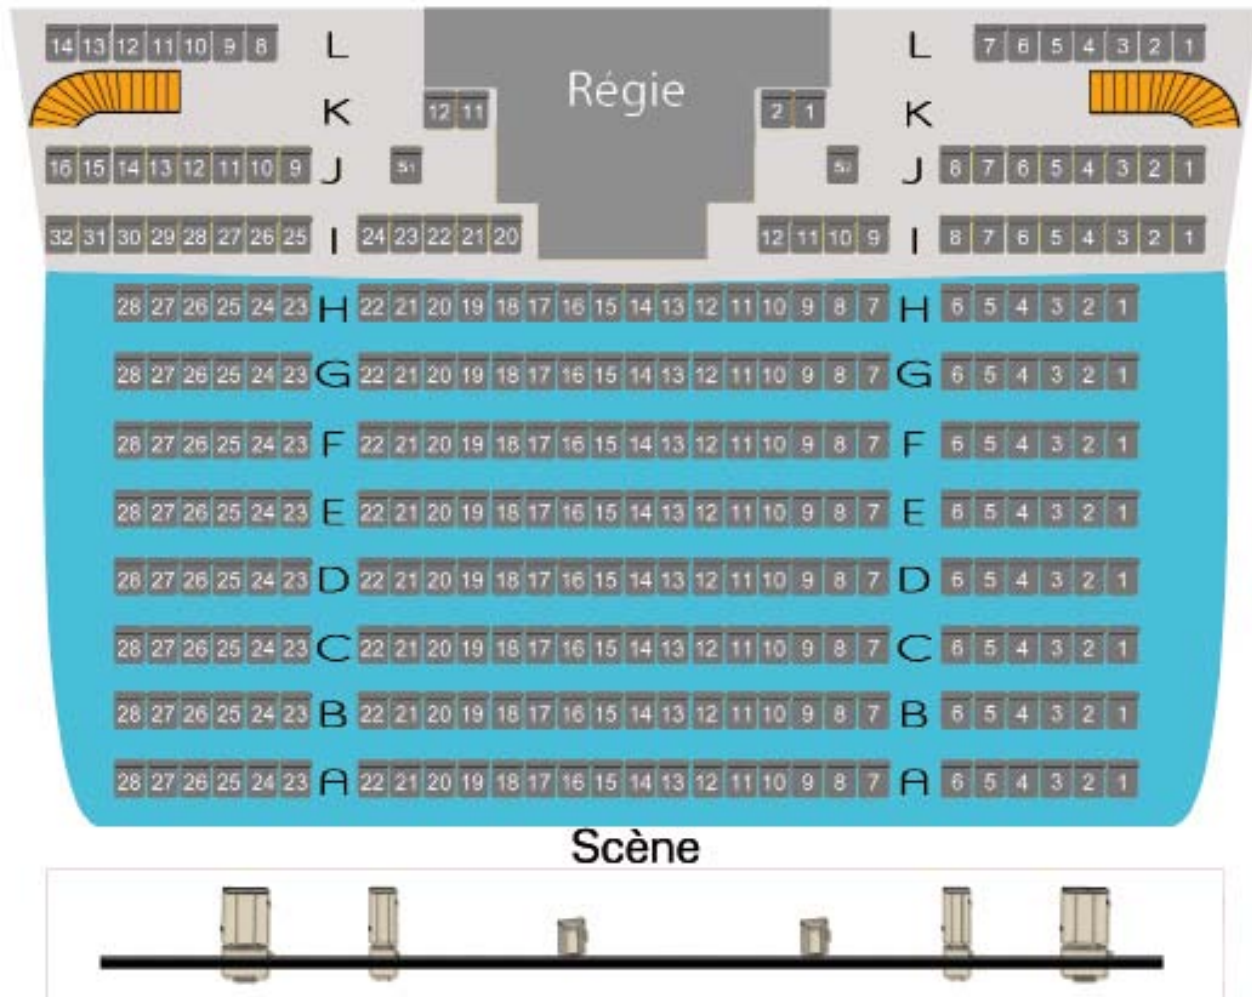 14 13 12 11 10 9 8 L L 7 6 5 4 3 2 1
Régie
K 12 11 2 1 K
16 15 14 13 12 11 10 9 J S1 S2 J 8 7 6 5 4 3 2 1
32 31 30 29 28 27 26 25 I 24 23 22 21 20 12 11 10 9 I 8 7 6 5 4 3 2 1
28 27 26 25 24 23 H 22 21 20 19 18 17 16 15 14 13 12 11 10 9 8 7 H 6 5 4 3 2 1
28 27 26 25 24 23 G 22 21 20 19 18 17 16 15 14 13 12 11 10 9 8 7 G 6 5 4 3 2 1
28 27 26 25 24 23 F 22 21 20 19 18 17 16 15 14 13 12 11 10 9 8 7 F 6 5 4 3 2 1
28 27 26 25 24 23 E 22 21 20 19 18 17 16 15 14 13 12 11 10 9 8 7 E 6 5 4 3 2 1
28 27 26 25 24 23 D 22 21 20 19 18 17 16 15 14 13 12 11 10 9 8 7 D 6 5 4 3 2 1
28 27 26 25 24 23 C 22 21 20 19 18 17 16 15 14 13 12 11 10 9 8 7 C 6 5 4 3 2 1
28 27 26 25 24 23 B 22 21 20 19 18 17 16 15 14 13 12 11 10 9 8 7 B 6 5 4 3 2 1
28 27 26 25 24 23 A 22 21 20 19 18 17 16 15 14 13 12 11 10 9 8 7 A 6 5 4 3 2 1
Scène